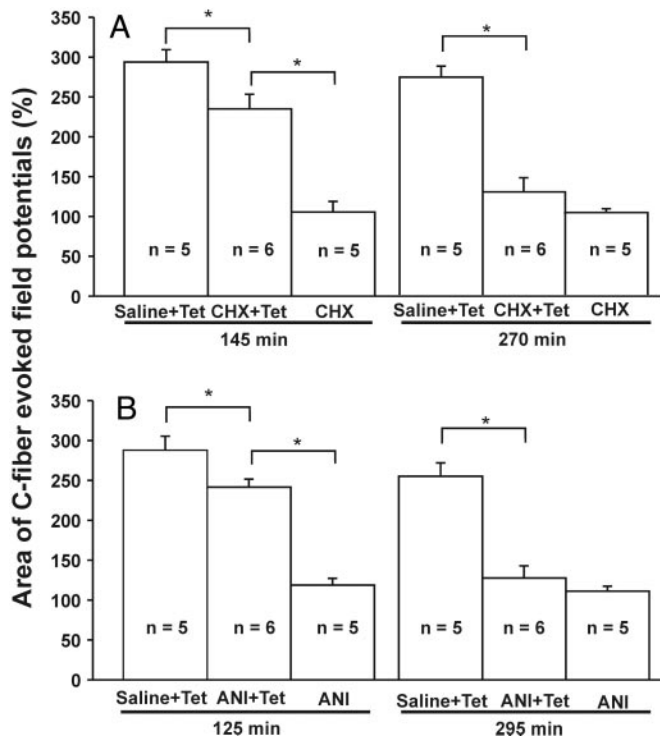 Area of C-fiber evoked field potentials (%)
A
350
300
250
200
150
100
50
0
*
*
*
n = 5
n = 6
n = 5
n = 5
n = 6
n = 5
Saline+Tet CHX+Tet CHX
Saline+Tet CHX+Tet CHX
145 min
270 min
B
350
300
250
200
150
100
50
0
*
*
*
n = 5
n = 6
n = 5
n = 5
n = 6
n = 5
Saline+Tet ANI+Tet ANI
Saline+Tet ANI+Tet ANI
125 min
295 min